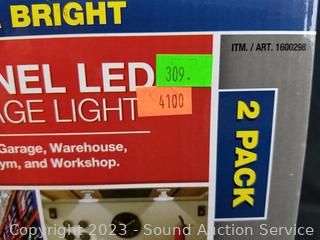 BRIGHT
ITM. / ART. 1600298
NEL LED
309.
AGE LIGHT
4100
Garage, Warehouse,
ym, and Workshop.
2 PACK
Copyright 2023 - Sound Auction Service